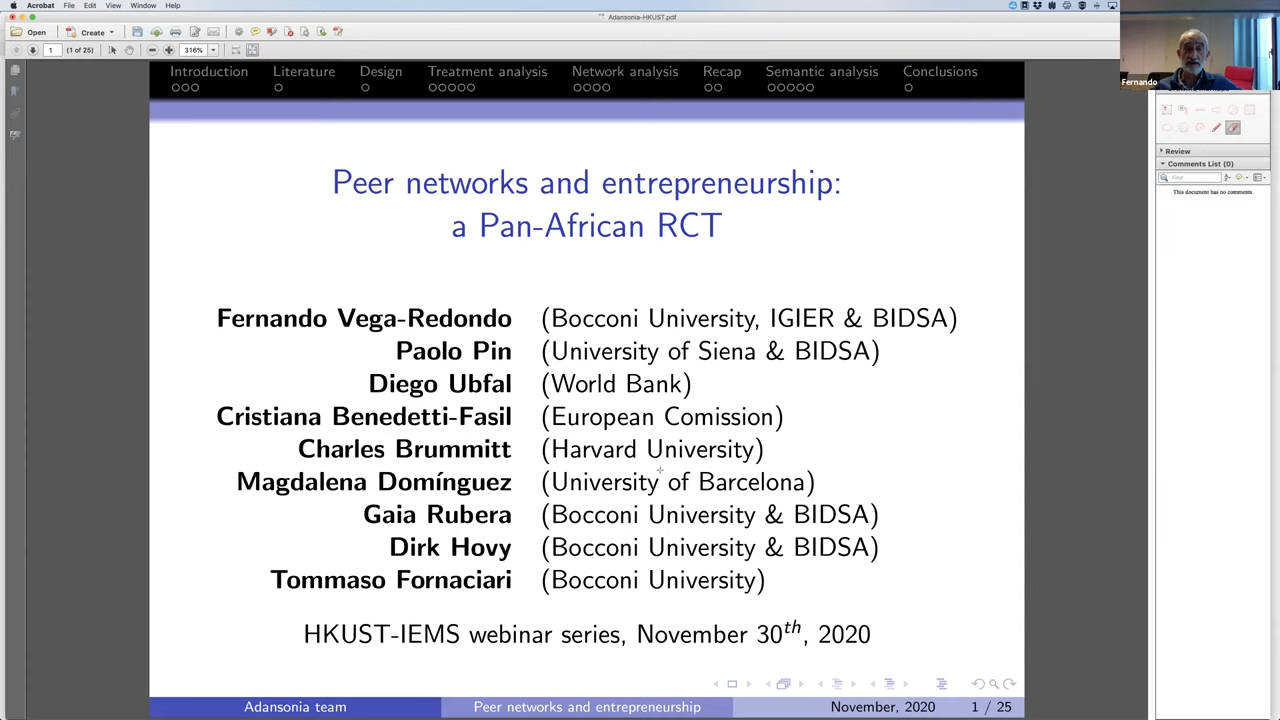 Acrobat File Edit View Window Help
Adansonia-HKUST.pdf
Open Create
1 (1 of 25) 316%
Fernando
Introduction Literature Design Treatment analysis Network analysis Recap Semantic analysis Conclusions
Review
Comments List (0)
Find
This document has no comments.
Peer networks and entrepreneurship:
a Pan-African RCT
Fernando Vega-Redondo (Bocconi University, IGIER & BIDSA)
Paolo Pin (University of Siena & BIDSA)
Diego Ubfal (World Bank)
Cristiana Benedetti-Fasil (European Comission)
Charles Brummitt (Harvard University)
Magdalena Domínguez (University of Barcelona)
Gaia Rubera (Bocconi University & BIDSA)
Dirk Hovy (Bocconi University & BIDSA)
Tommaso Fornaciari (Bocconi University)
HKUST-IEMS webinar series, November 30th, 2020
Adansonia team Peer networks and entrepreneurship November, 2020 1 / 25